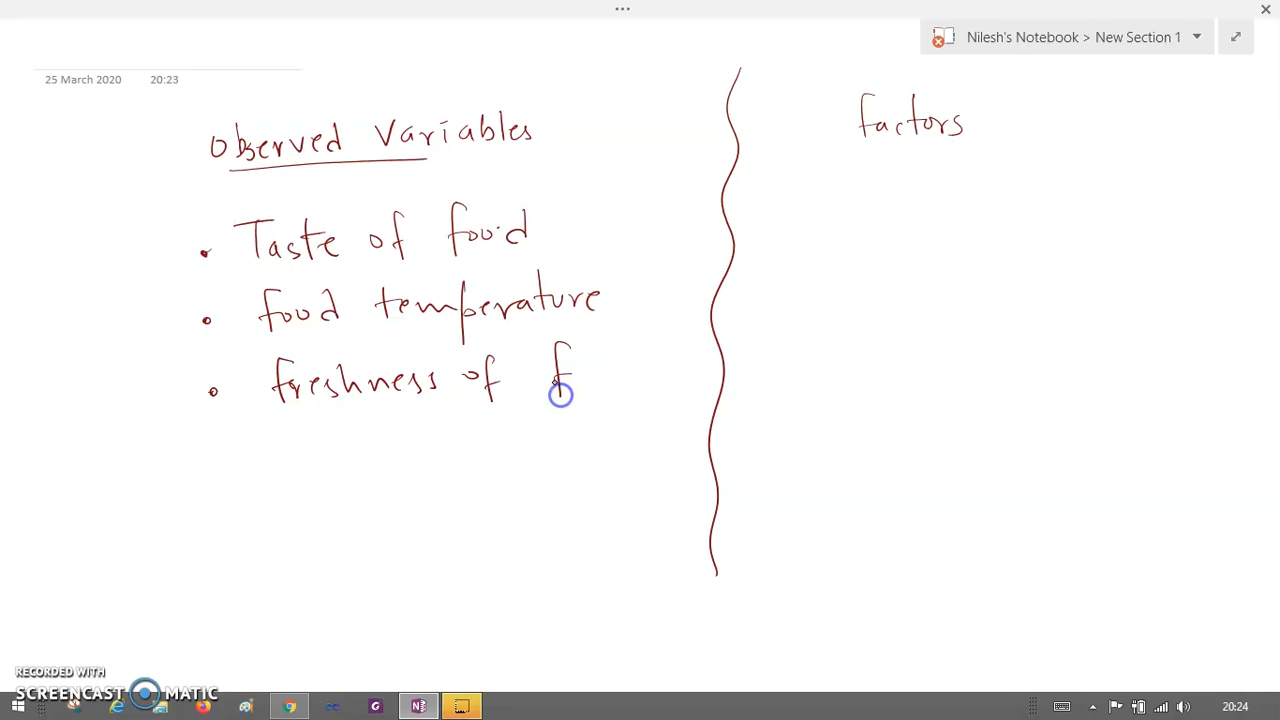 Nilesh's Notebook > New Section 1
25 March 2020 20:23
Observed Variables
factors
• Taste of food
• food temperature
• freshness of f
RECORDED WITH
SCREENCAST MATIC
20:24